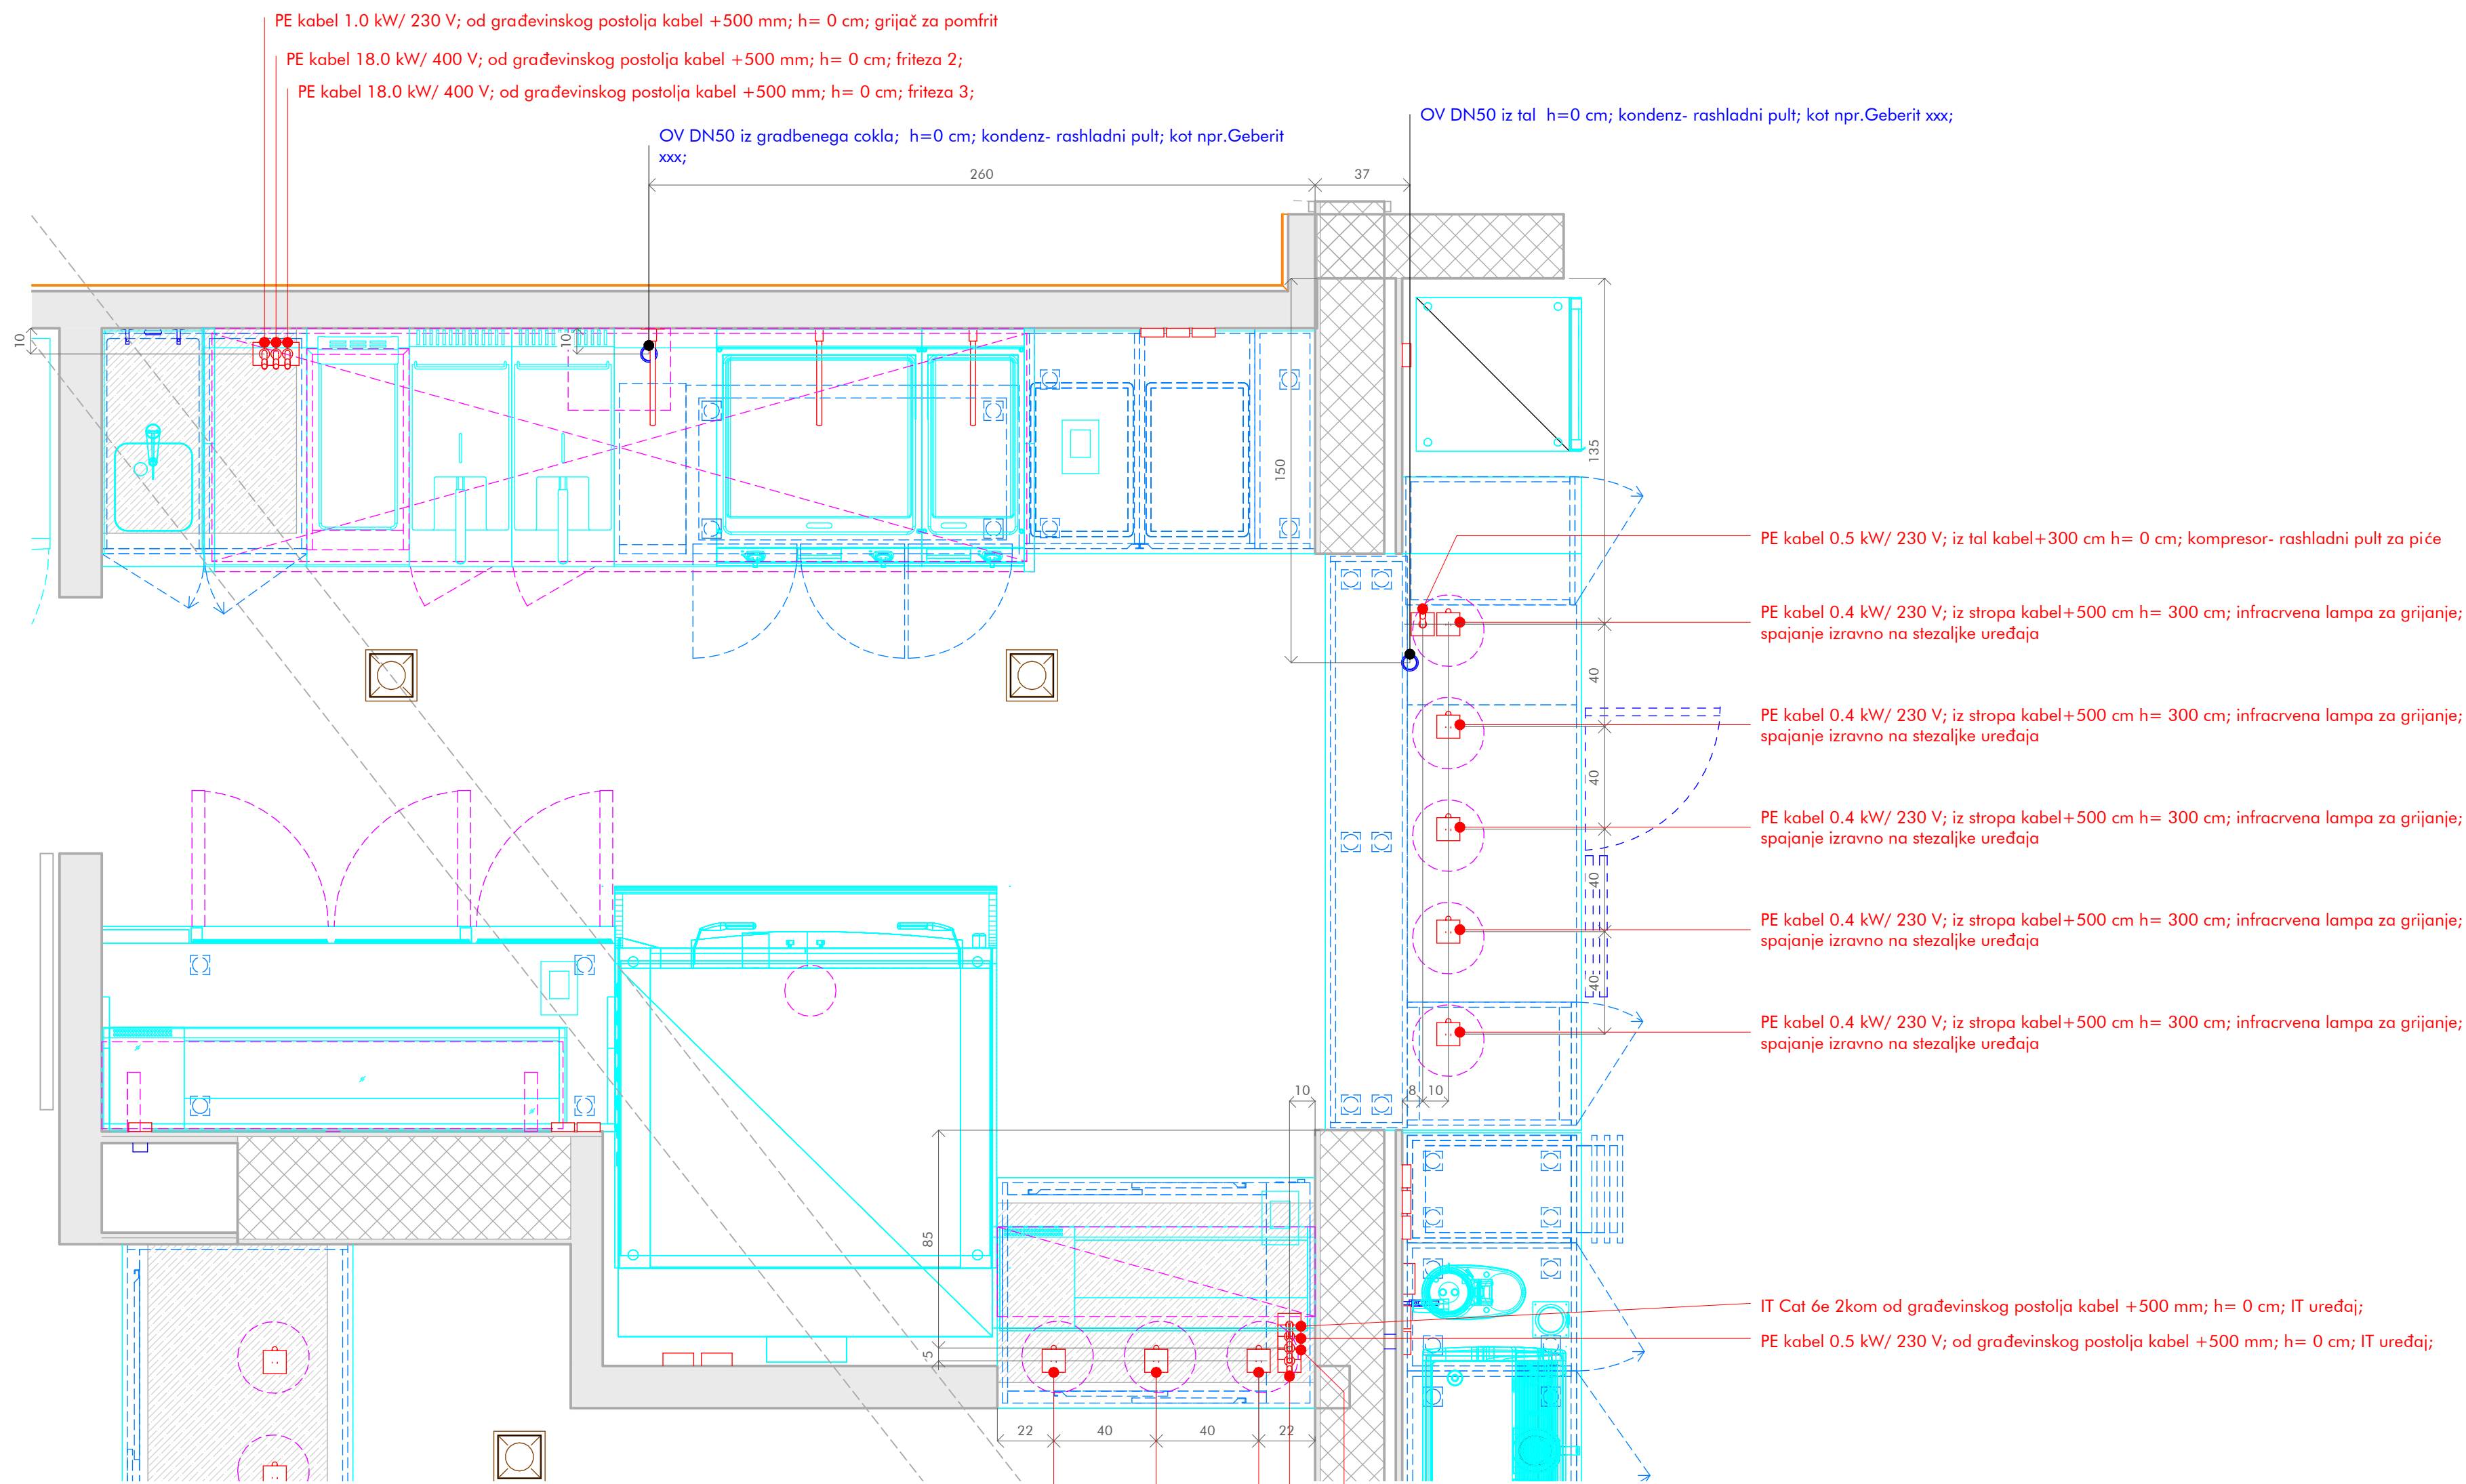 PE kabel 1.0 kW/ 230 V; od građevinskog postolja kabel +500 mm; h= 0 cm; grijač za pomfrit
PE kabel 18.0 kW/ 400 V; od građevinskog postolja kabel +500 mm; h= 0 cm; friteza 2;
PE kabel 18.0 kW/ 400 V; od građevinskog postolja kabel +500 mm; h= 0 cm; friteza 3;
OV DN50 iz tal  h=0 cm; kondenz- rashladni pult; kot npr.Geberit xxx;
OV DN50 iz gradbenega cokla;  h=0 cm; kondenz- rashladni pult; kot npr.Geberit
xxx;
260
37
10
10
150
135
PE kabel 0.5 kW/ 230 V; iz tal kabel+300 cm h= 0 cm; kompresor- rashladni pult za piće
PE kabel 0.4 kW/ 230 V; iz stropa kabel+500 cm h= 300 cm; infracrvena lampa za grijanje;
spajanje izravno na stezaljke uređaja
40
PE kabel 0.4 kW/ 230 V; iz stropa kabel+500 cm h= 300 cm; infracrvena lampa za grijanje;
spajanje izravno na stezaljke uređaja
40
PE kabel 0.4 kW/ 230 V; iz stropa kabel+500 cm h= 300 cm; infracrvena lampa za grijanje;
spajanje izravno na stezaljke uređaja
40
PE kabel 0.4 kW/ 230 V; iz stropa kabel+500 cm h= 300 cm; infracrvena lampa za grijanje;
spajanje izravno na stezaljke uređaja
40
PE kabel 0.4 kW/ 230 V; iz stropa kabel+500 cm h= 300 cm; infracrvena lampa za grijanje;
spajanje izravno na stezaljke uređaja
10
8
10
85
5
IT Cat 6e 2kom od građevinskog postolja kabel +500 mm; h= 0 cm; IT uređaj;
PE kabel 0.5 kW/ 230 V; od građevinskog postolja kabel +500 mm; h= 0 cm; IT uređaj;
22
40
40
22